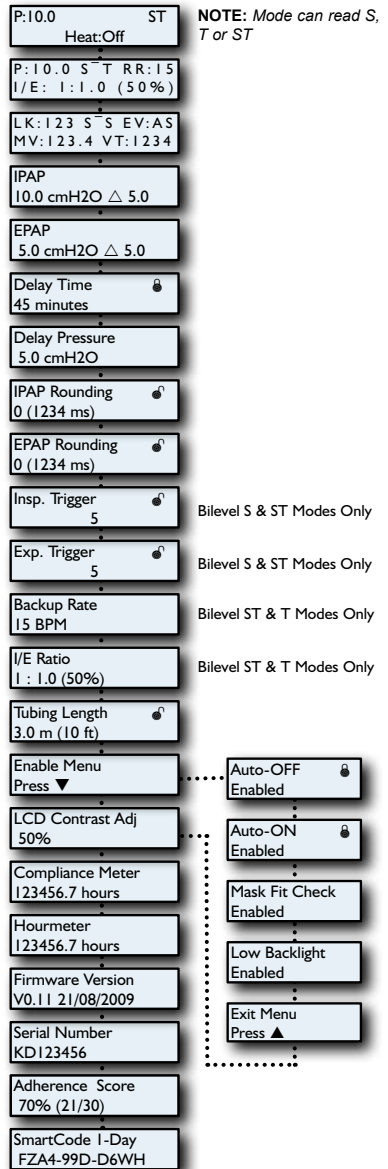 P:10.0 ST
Heat:Off
NOTE: Mode can read S,
T or ST
P:10.0 S¯T RR:15
I/E: 1:1.0 (50%)
LK:123 S¯S EV:AS
MV:123.4 VT:1234
IPAP
10.0 cmH2O △ 5.0
EPAP
5.0 cmH2O △ 5.0
Delay Time
45 minutes
Delay Pressure
5.0 cmH2O
IPAP Rounding
0 (1234 ms)
EPAP Rounding
0 (1234 ms)
Insp. Trigger
5
Bilevel S & ST Modes Only
Exp. Trigger
5
Bilevel S & ST Modes Only
Backup Rate
15 BPM
Bilevel ST & T Modes Only
I/E Ratio
1 : 1.0 (50%)
Bilevel ST & T Modes Only
Tubing Length
3.0 m (10 ft)
Enable Menu
Press ▼
LCD Contrast Adj
50%
Compliance Meter
123456.7 hours
Hourmeter
123456.7 hours
Firmware Version
V0.11 21/08/2009
Serial Number
KD123456
Adherence Score
70% (21/30)
SmartCode 1-Day
FZA4-99D-D6WH
Auto-OFF
Enabled
Auto-ON
Enabled
Mask Fit Check
Enabled
Low Backlight
Enabled
Exit Menu
Press ▲